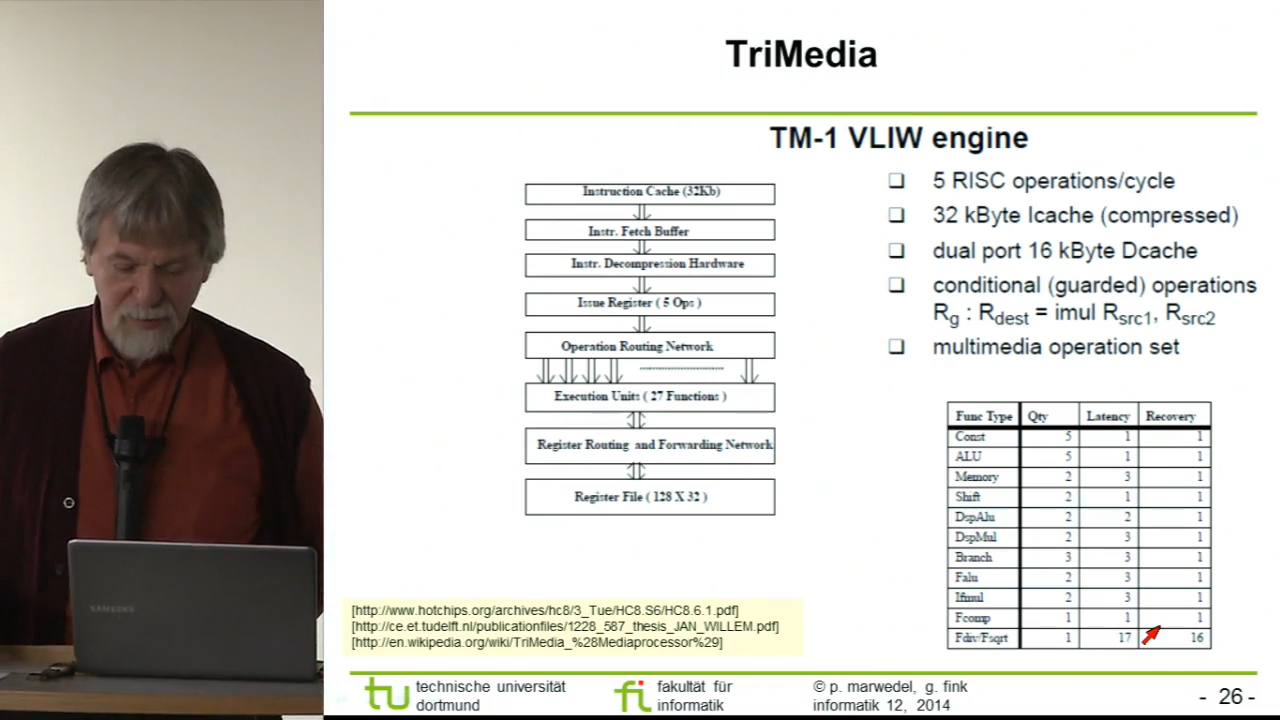 TriMedia
TM-1 VLIW engine
Instruction Cache (32Kb)
Instr. Fetch Buffer
Instr. Decompression Hardware
Issue Register ( 5 Ops )
Operation Routing Network
Execution Units ( 27 Functions )
Register Routing and Forwarding Network
Register File ( 128 X 32 )
❑ 5 RISC operations/cycle
❑ 32 kByte Icache (compressed)
❑ dual port 16 kByte Dcache
❑ conditional (guarded) operations
Rg : Rdest = imul Rsrc1, Rsrc2
❑ multimedia operation set
Func Type Qty Latency Recovery
Const 5 1 1
ALU 5 1 1
Memory 2 3 1
Shift 2 1 1
DspAlu 2 2 1
DspMul 2 3 1
Branch 3 3 1
Falu 2 3 1
Ifmul 2 3 1
Fcomp 1 1 1
Fdiv/Fsqrt 1 17 16
[http://www.hotchips.org/archives/hc8/3_Tue/HC8.S6/HC8.6.1.pdf]
[http://ce.et.tudelft.nl/publicationfiles/1228_587_thesis_JAN_WILLEM.pdf]
[http://en.wikipedia.org/wiki/TriMedia_%28Mediaprocessor%29]
SAMSUNG
tu technische universität
dortmund
fi fakultät für
informatik
© p. marwedel, g. fink
informatik 12, 2014
- 26 -